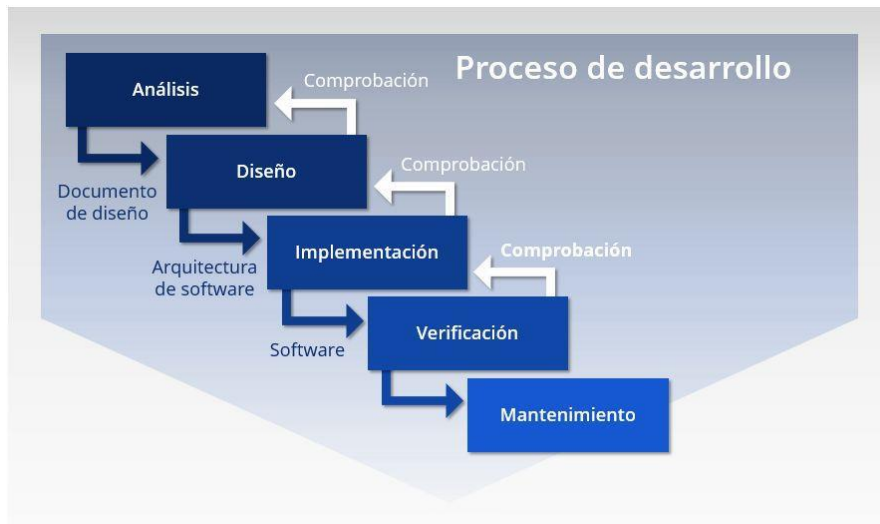 Proceso de desarrollo
Análisis
Comprobación
Diseño
Documento
de diseño
Comprobación
Implementación
Arquitectura
de software
Comprobación
Verificación
Software
Mantenimiento